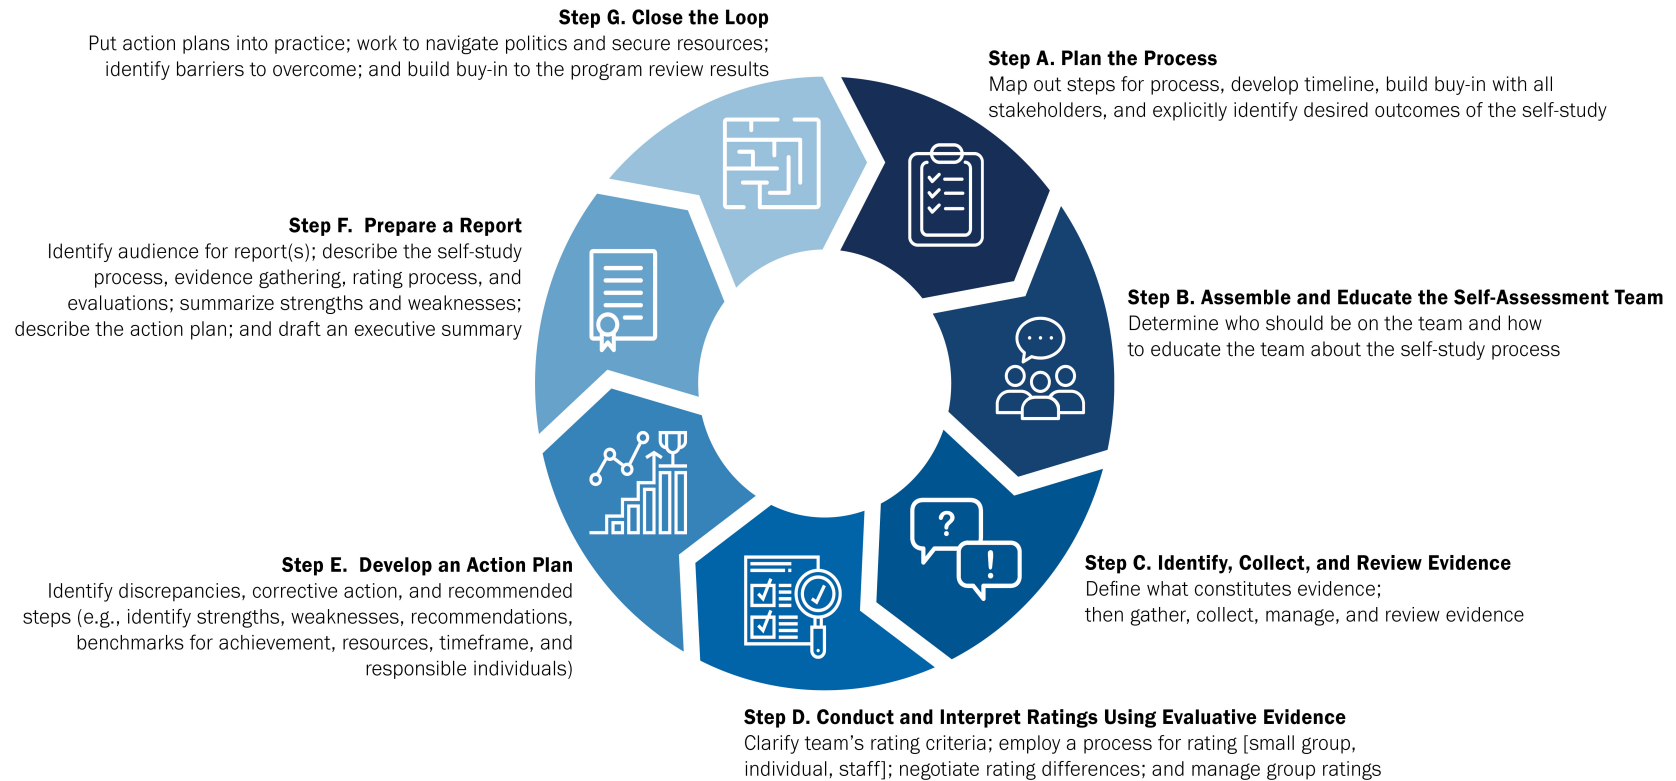 Step G. Close the Loop
Put action plans into practice; work to navigate politics and secure resources;
identify barriers to overcome; and build buy-in to the program review results
Step A. Plan the Process
Map out steps for process, develop timeline, build buy-in with all
stakeholders, and explicitly identify desired outcomes of the self-study
Step B. Assemble and Educate the Self-Assessment Team
Determine who should be on the team and how
to educate the team about the self-study process
?
!
Step C. Identify, Collect, and Review Evidence
Define what constitutes evidence;
then gather, collect, manage, and review evidence
Step D. Conduct and Interpret Ratings Using Evaluative Evidence
Clarify team’s rating criteria; employ a process for rating [small group,
individual, staff]; negotiate rating differences; and manage group ratings
Step E. Develop an Action Plan
Identify discrepancies, corrective action, and recommended
steps (e.g., identify strengths, weaknesses, recommendations,
benchmarks for achievement, resources, timeframe, and
responsible individuals)
Step F. Prepare a Report
Identify audience for report(s); describe the self-study
process, evidence gathering, rating process, and
evaluations; summarize strengths and weaknesses;
describe the action plan; and draft an executive summary